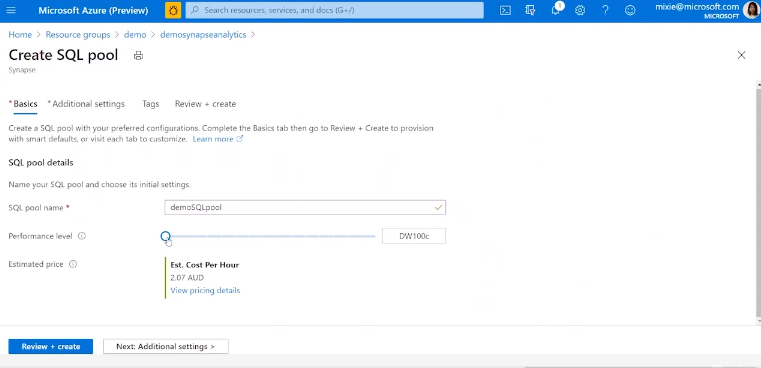 Microsoft Azure (Preview)
Search resources, services, and docs (G+/)
1
mixie@microsoft.com
MICROSOFT
Home > Resource groups > demo > demosynapseanalytics >
Create SQL pool
Synapse
* Basics * Additional settings Tags Review + create
Create a SQL pool with your preferred configurations. Complete the Basics tab then go to Review + Create to provision
with smart defaults, or visit each tab to customize. Learn more
SQL pool details
Name your SQL pool and choose its initial settings.
SQL pool name *
demoSQLpool
Performance level
DW100c
Estimated price
Est. Cost Per Hour
2.07 AUD
View pricing details
Review + create
Next: Additional settings >